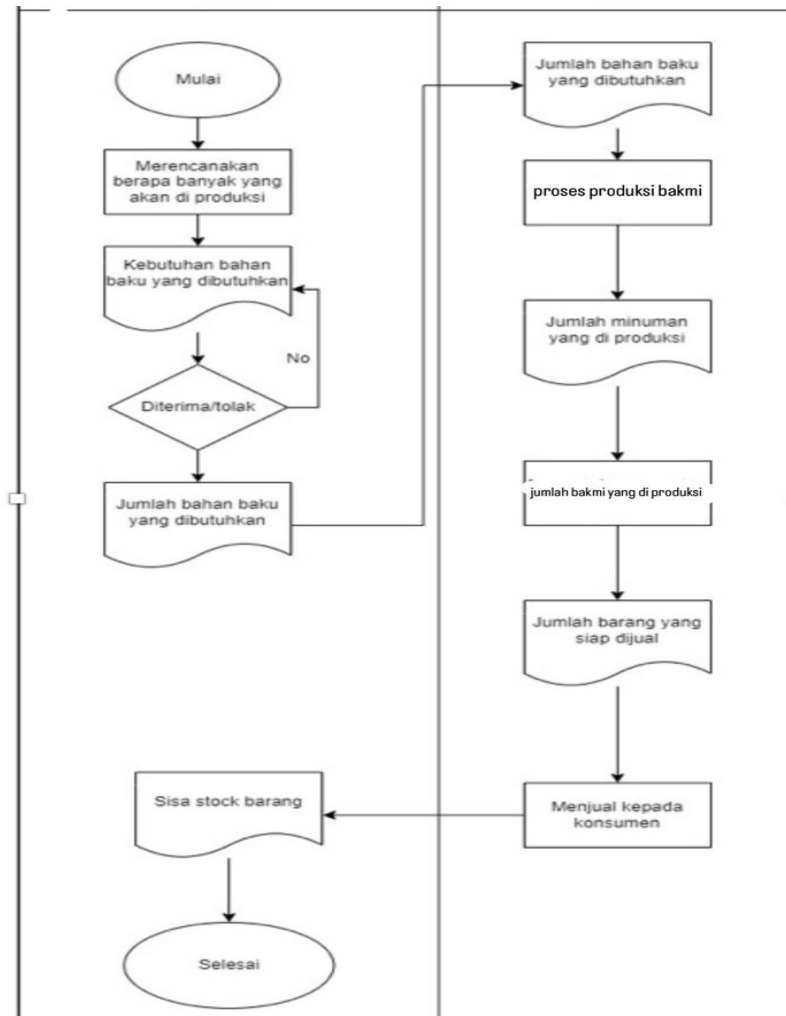 Mulai
Merencanakan
berapa banyak yang
akan di produksi
Kebutuhan bahan
baku yang dibutuhkan
No
Diterima/tolak
Jumlah bahan baku
yang dibutuhkan
Jumlah bahan baku
yang dibutuhkan
proses produksi bakmi
Jumlah minuman
yang di produksi
jumlah bakmi yang di produksi
Jumlah barang yang
siap dijual
Menjual kepada
konsumen
Sisa stock barang
Selesai